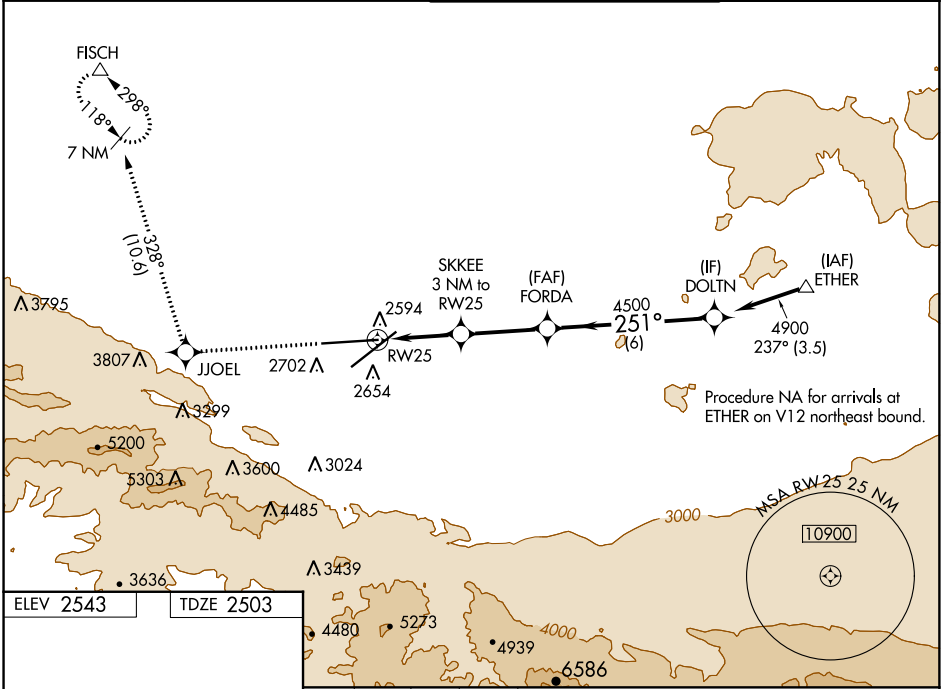 FISCH
298°
118°
7 NM
328°
(10.6)
SKKEE
3 NM to
RW25
(FAF)
FORDA
(IF)
DOLTN
(IAF)
ETHER
4500
251°
(6)
4900
237° (3.5)
3795
3807
JJOEL
2594
RW25
2702
2654
3299
Procedure NA for arrivals at
ETHER on V12 northeast bound.
5200
5303
3600
3024
4485
3000
MSA RW25 25 NM
10900
3439
3636
ELEV 2543
TDZE 2503
4480
5273
4939
4000
6586